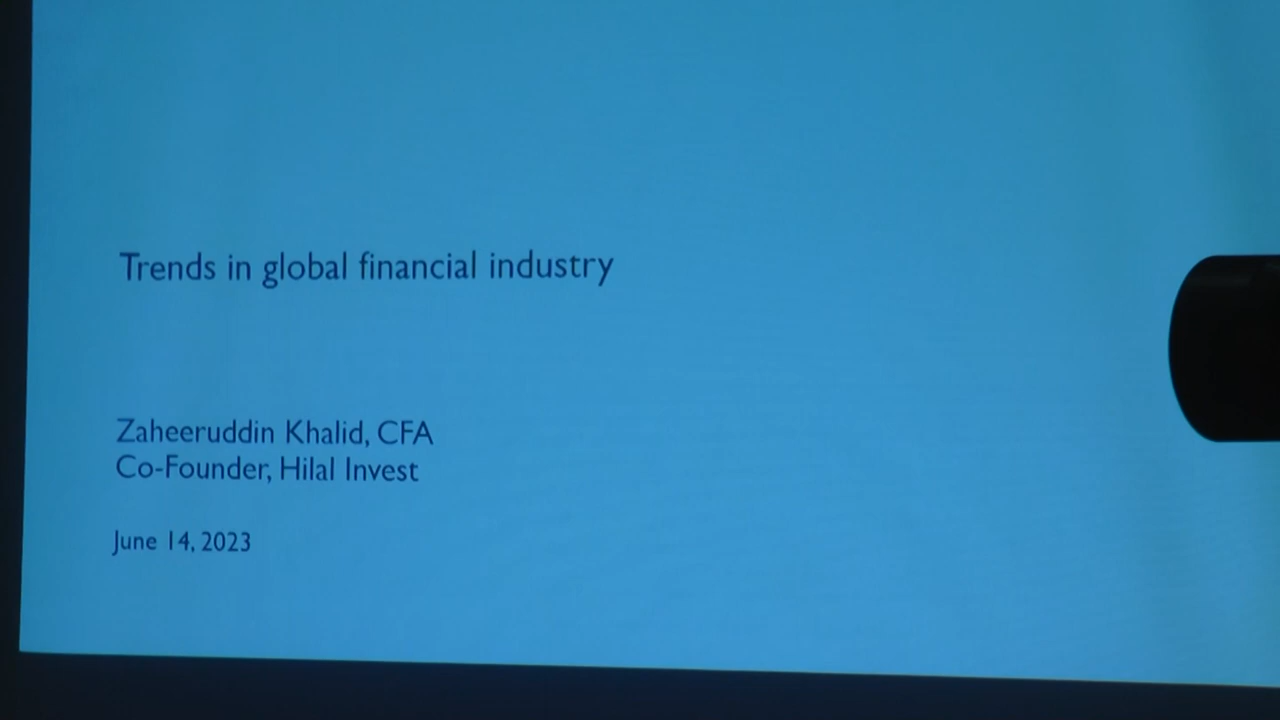 Trends in global financial industry
Zaheeruddin Khalid, CFA
Co-Founder, Hilal Invest
June 14, 2023